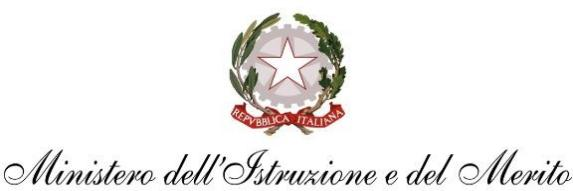 REPVBBLICA ITALIANA
Ministero dell'Istruzione e del Merito